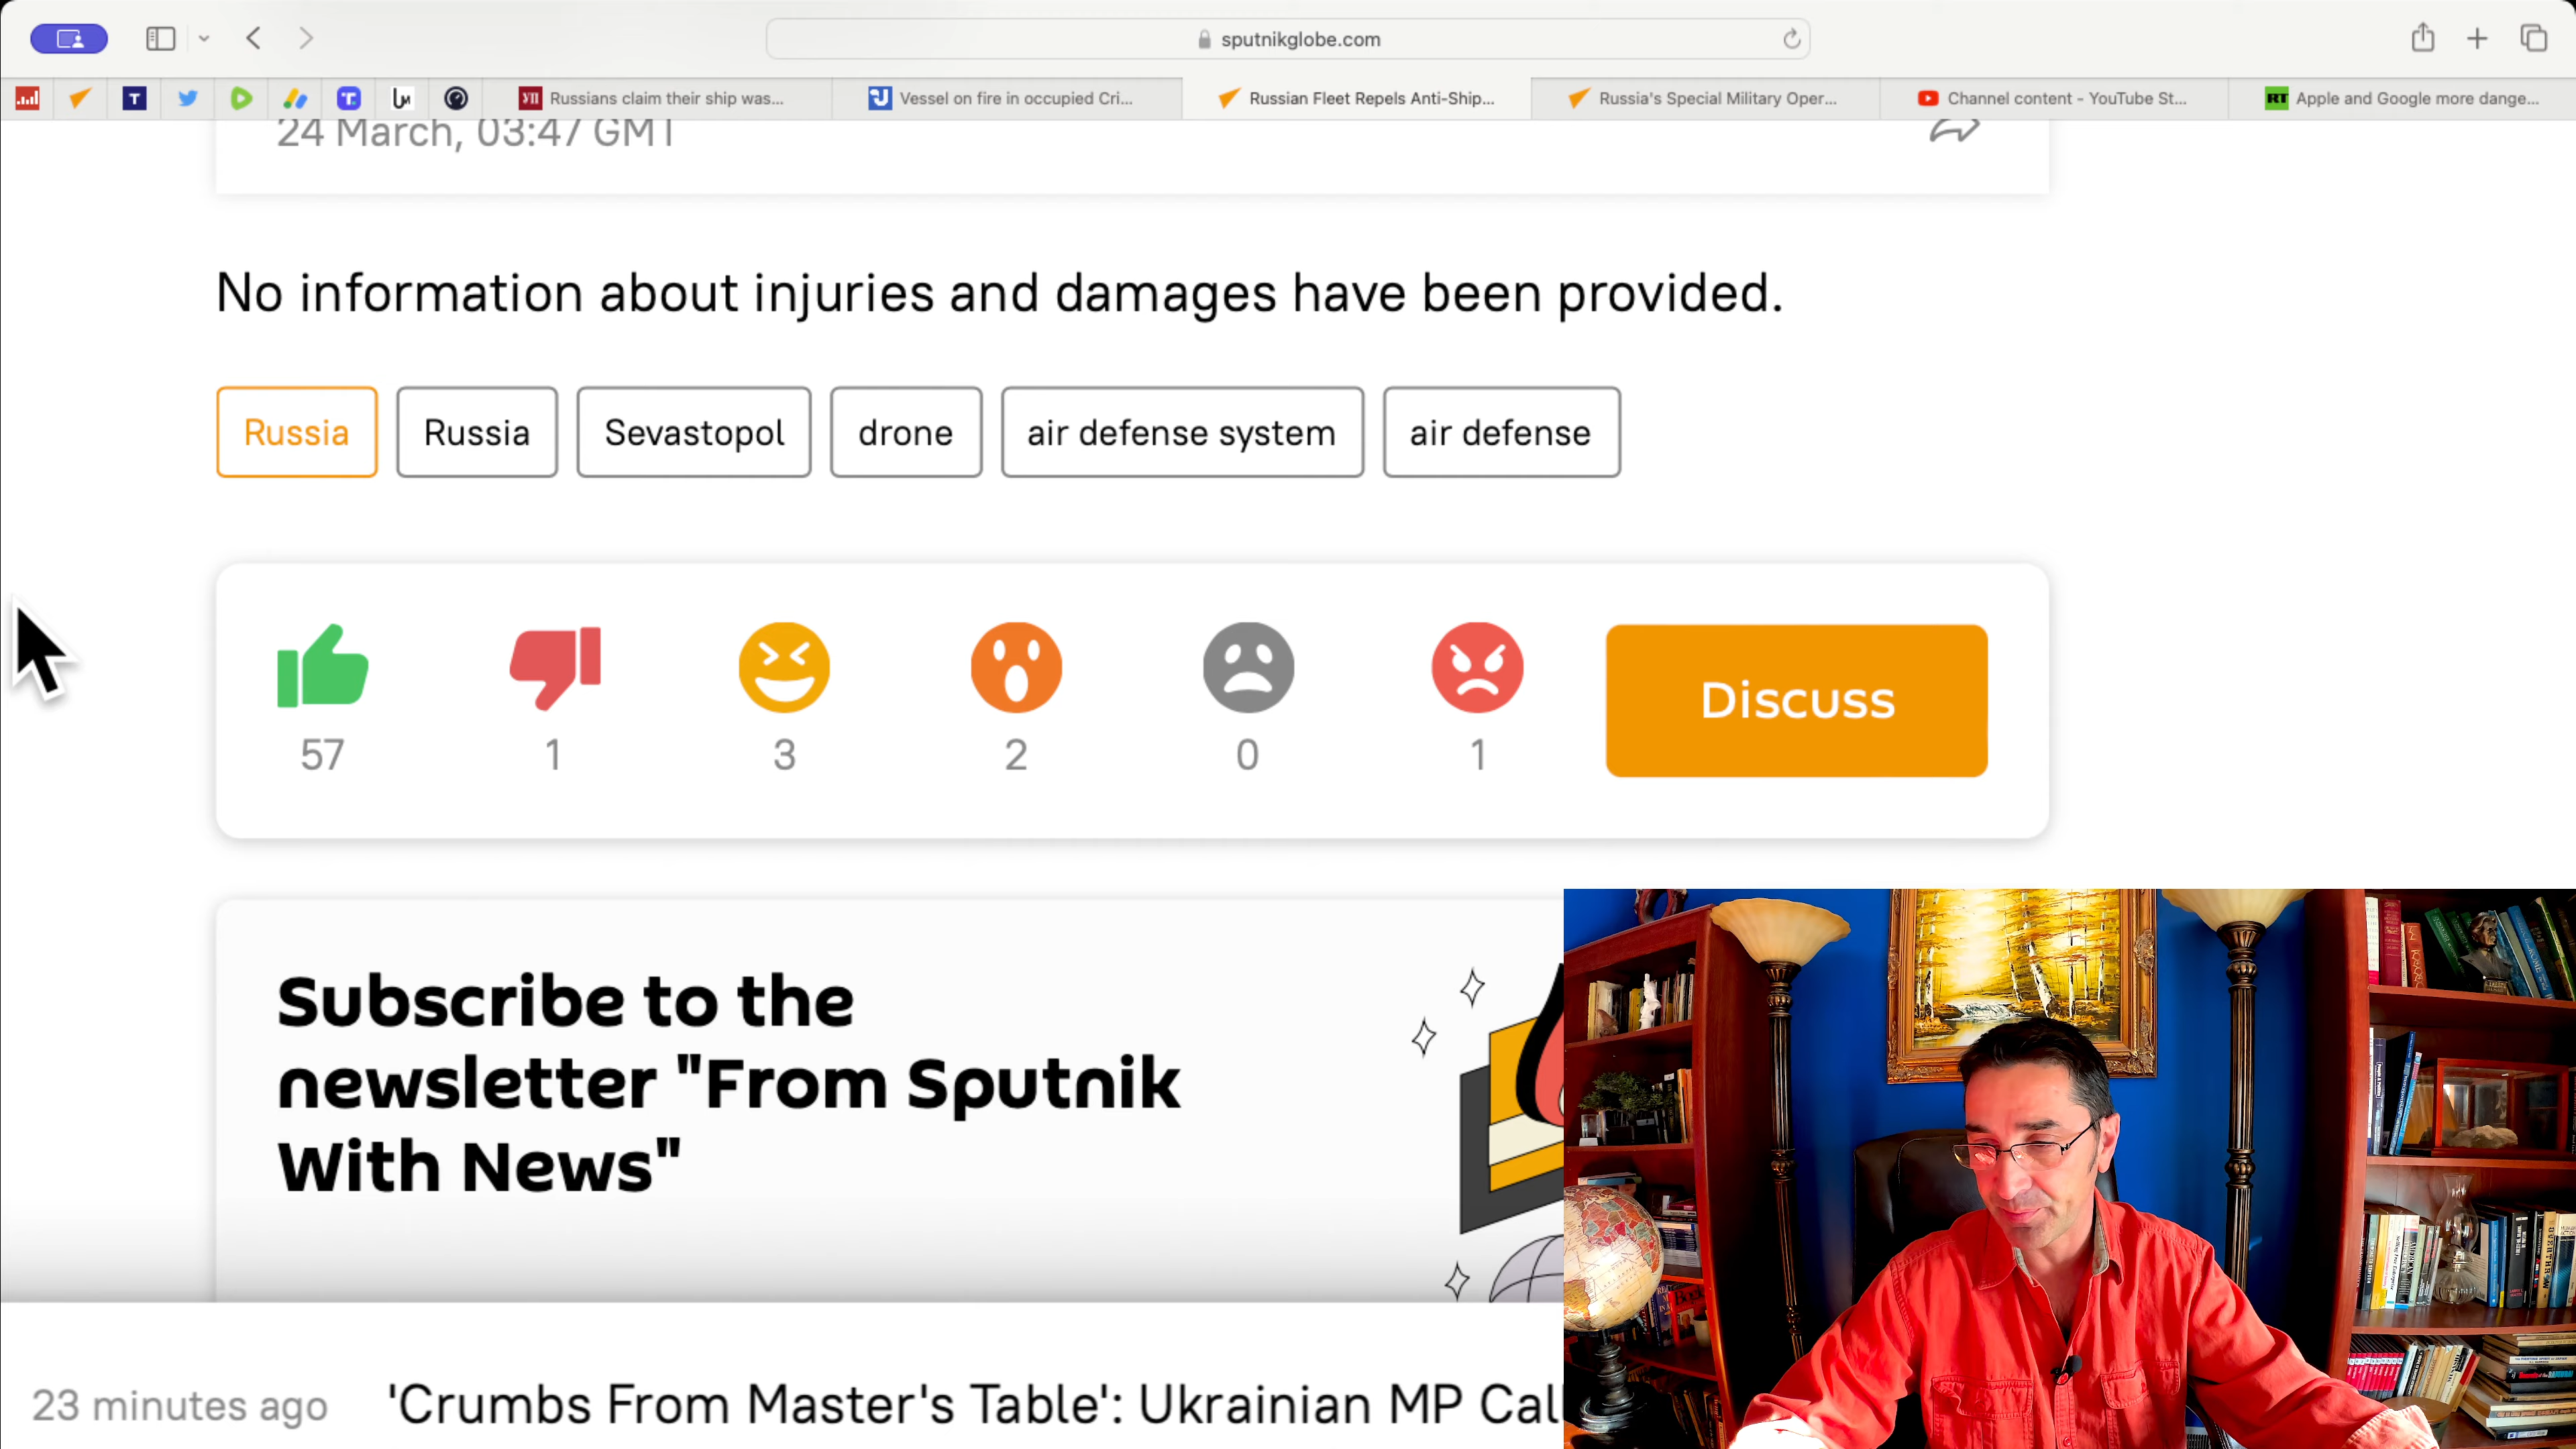 sputnikglobe.com
УП Russians claim their ship was...
Vessel on fire in occupied Cri...
Russian Fleet Repels Anti-Ship...
Russia's Special Military Oper...
Channel content - YouTube St...
RT Apple and Google more dange...
24 March, 03:47 GMT
No information about injuries and damages have been provided.
Russia
Russia
Sevastopol
drone
air defense system
air defense
57
1
3
2
0
1
Discuss
Subscribe to the
newsletter "From Sputnik
With News"
23 minutes ago
'Crumbs From Master's Table': Ukrainian MP Cal